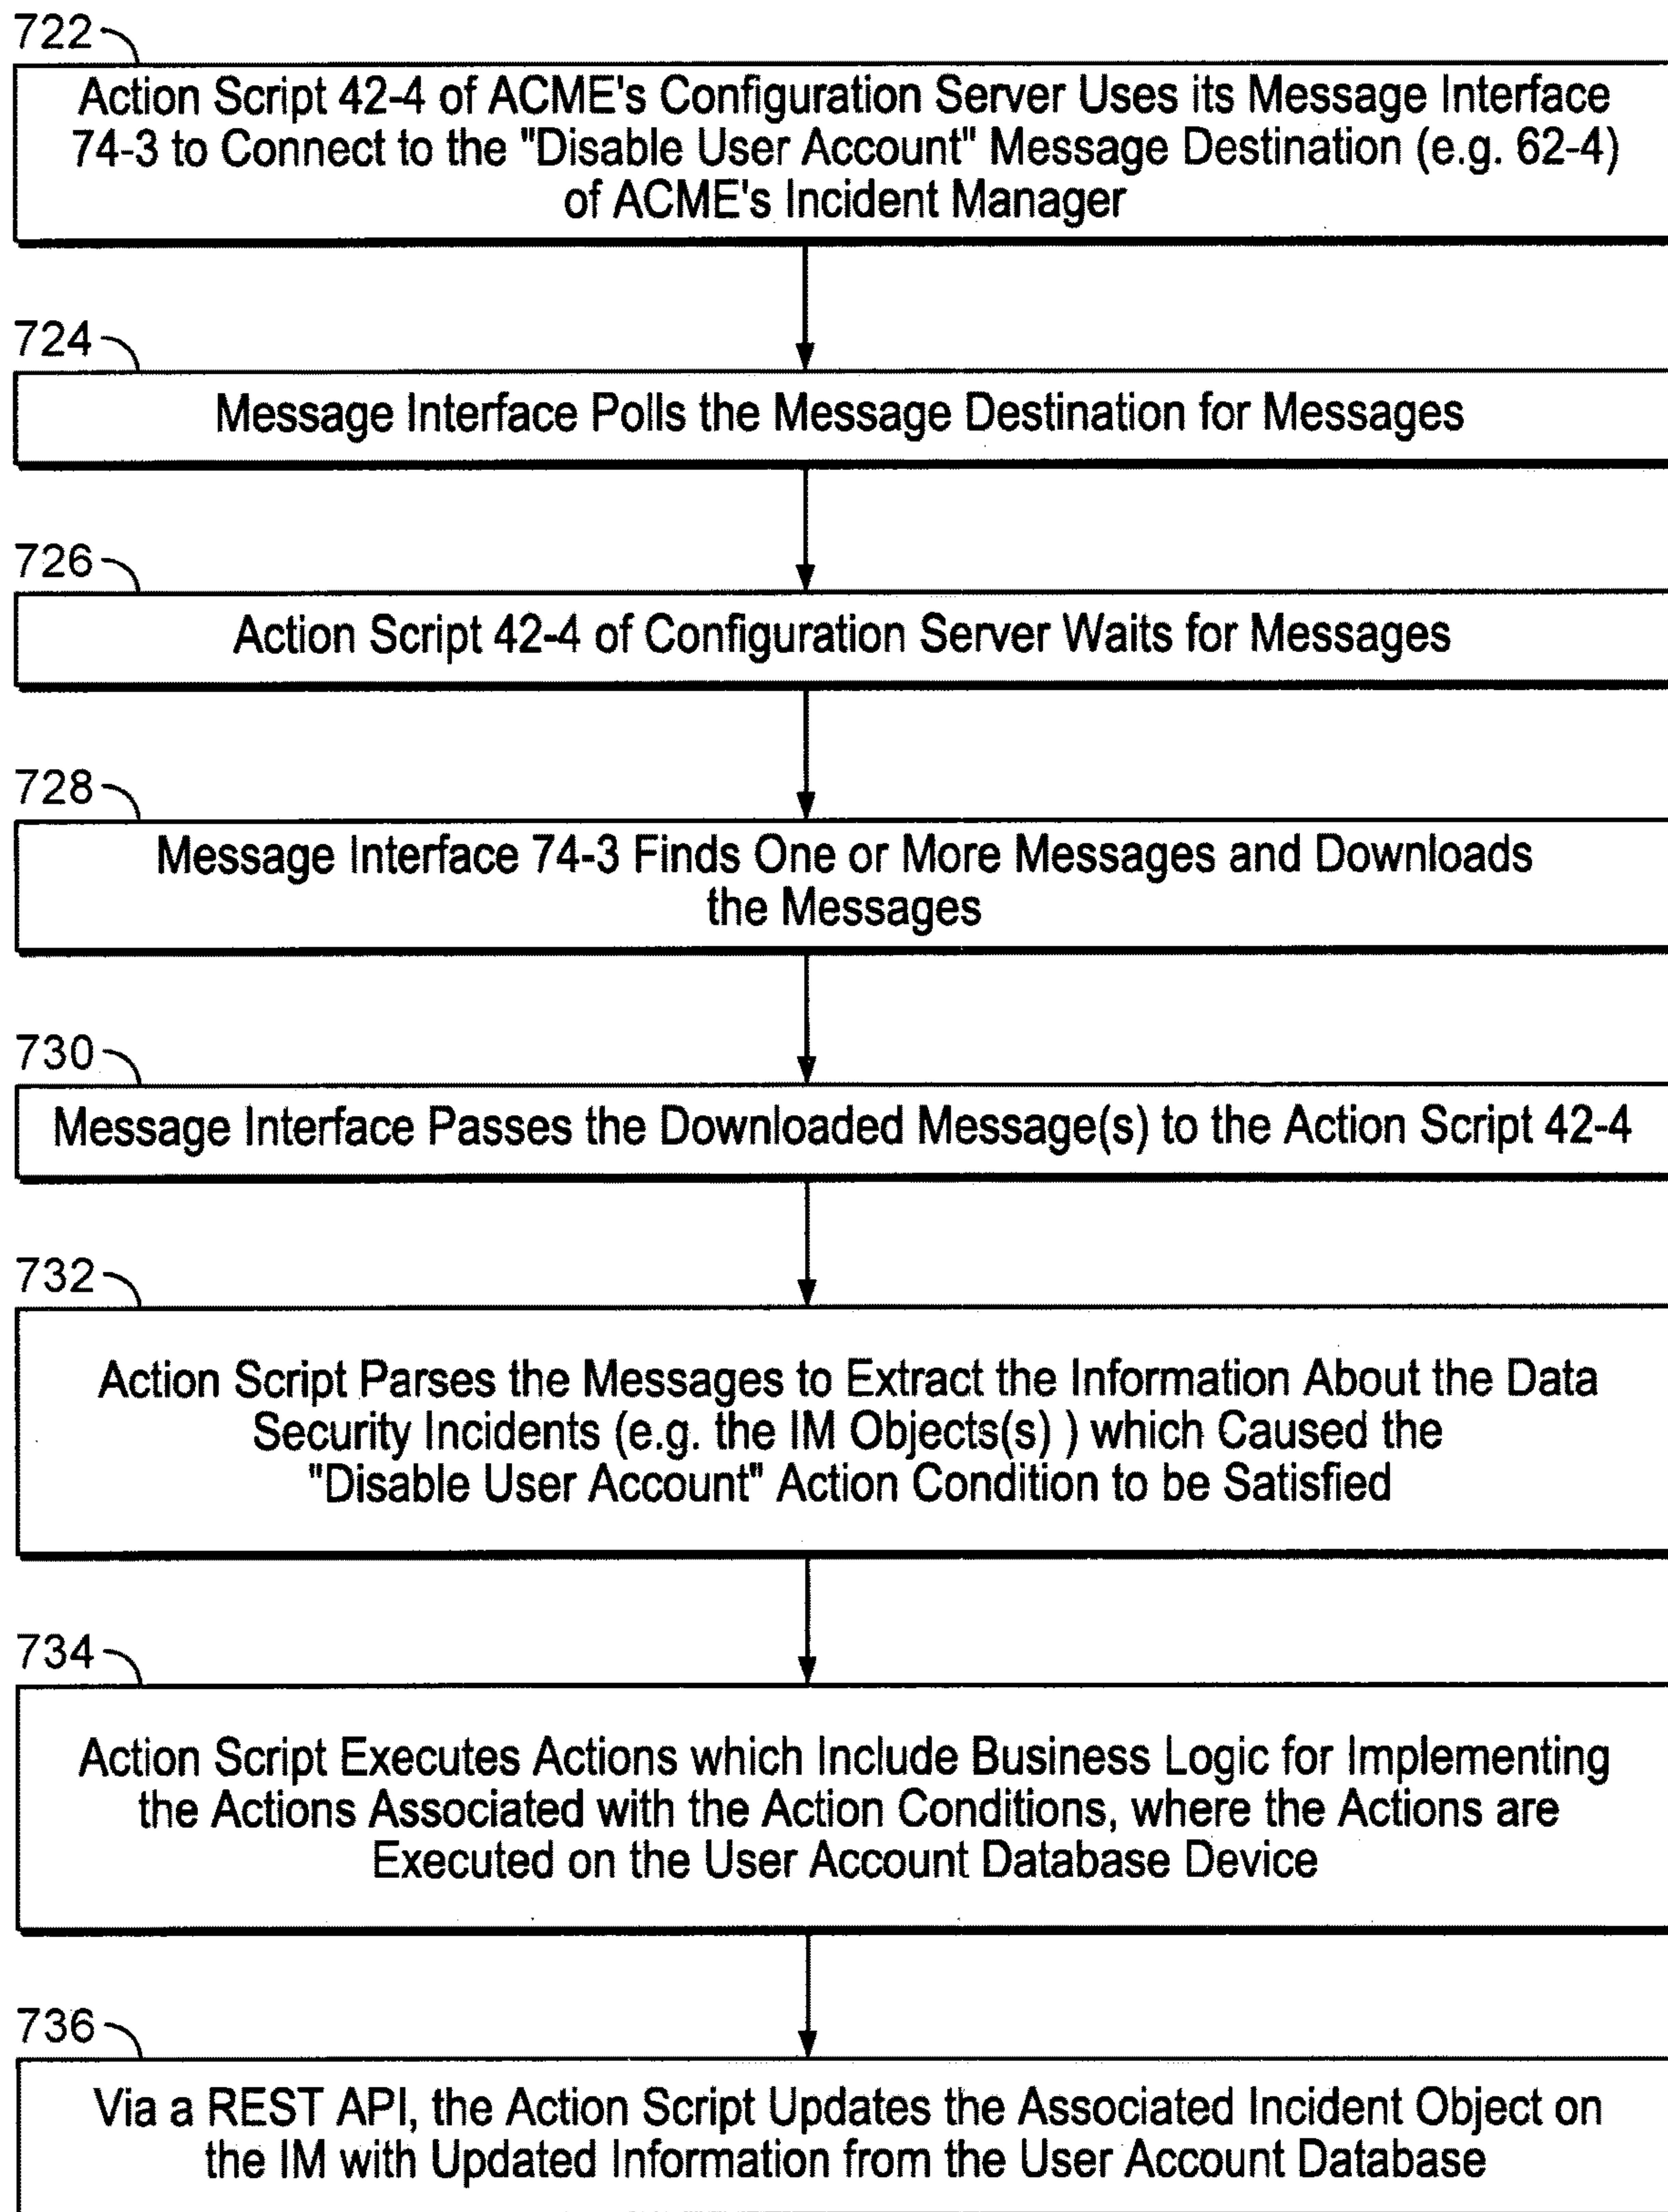 722
Action Script 42-4 of ACME's Configuration Server Uses its Message Interface
74-3 to Connect to the "Disable User Account" Message Destination (e.g. 62-4)
of ACME's Incident Manager
724
Message Interface Polls the Message Destination for Messages
726
Action Script 42-4 of Configuration Server Waits for Messages
728
Message Interface 74-3 Finds One or More Messages and Downloads
the Messages
730
Message Interface Passes the Downloaded Message(s) to the Action Script 42-4
732
Action Script Parses the Messages to Extract the Information About the Data
Security Incidents (e.g. the IM Objects(s) ) which Caused the
"Disable User Account" Action Condition to be Satisfied
734
Action Script Executes Actions which Include Business Logic for Implementing
the Actions Associated with the Action Conditions, where the Actions are
Executed on the User Account Database Device
736
Via a REST API, the Action Script Updates the Associated Incident Object on
the IM with Updated Information from the User Account Database